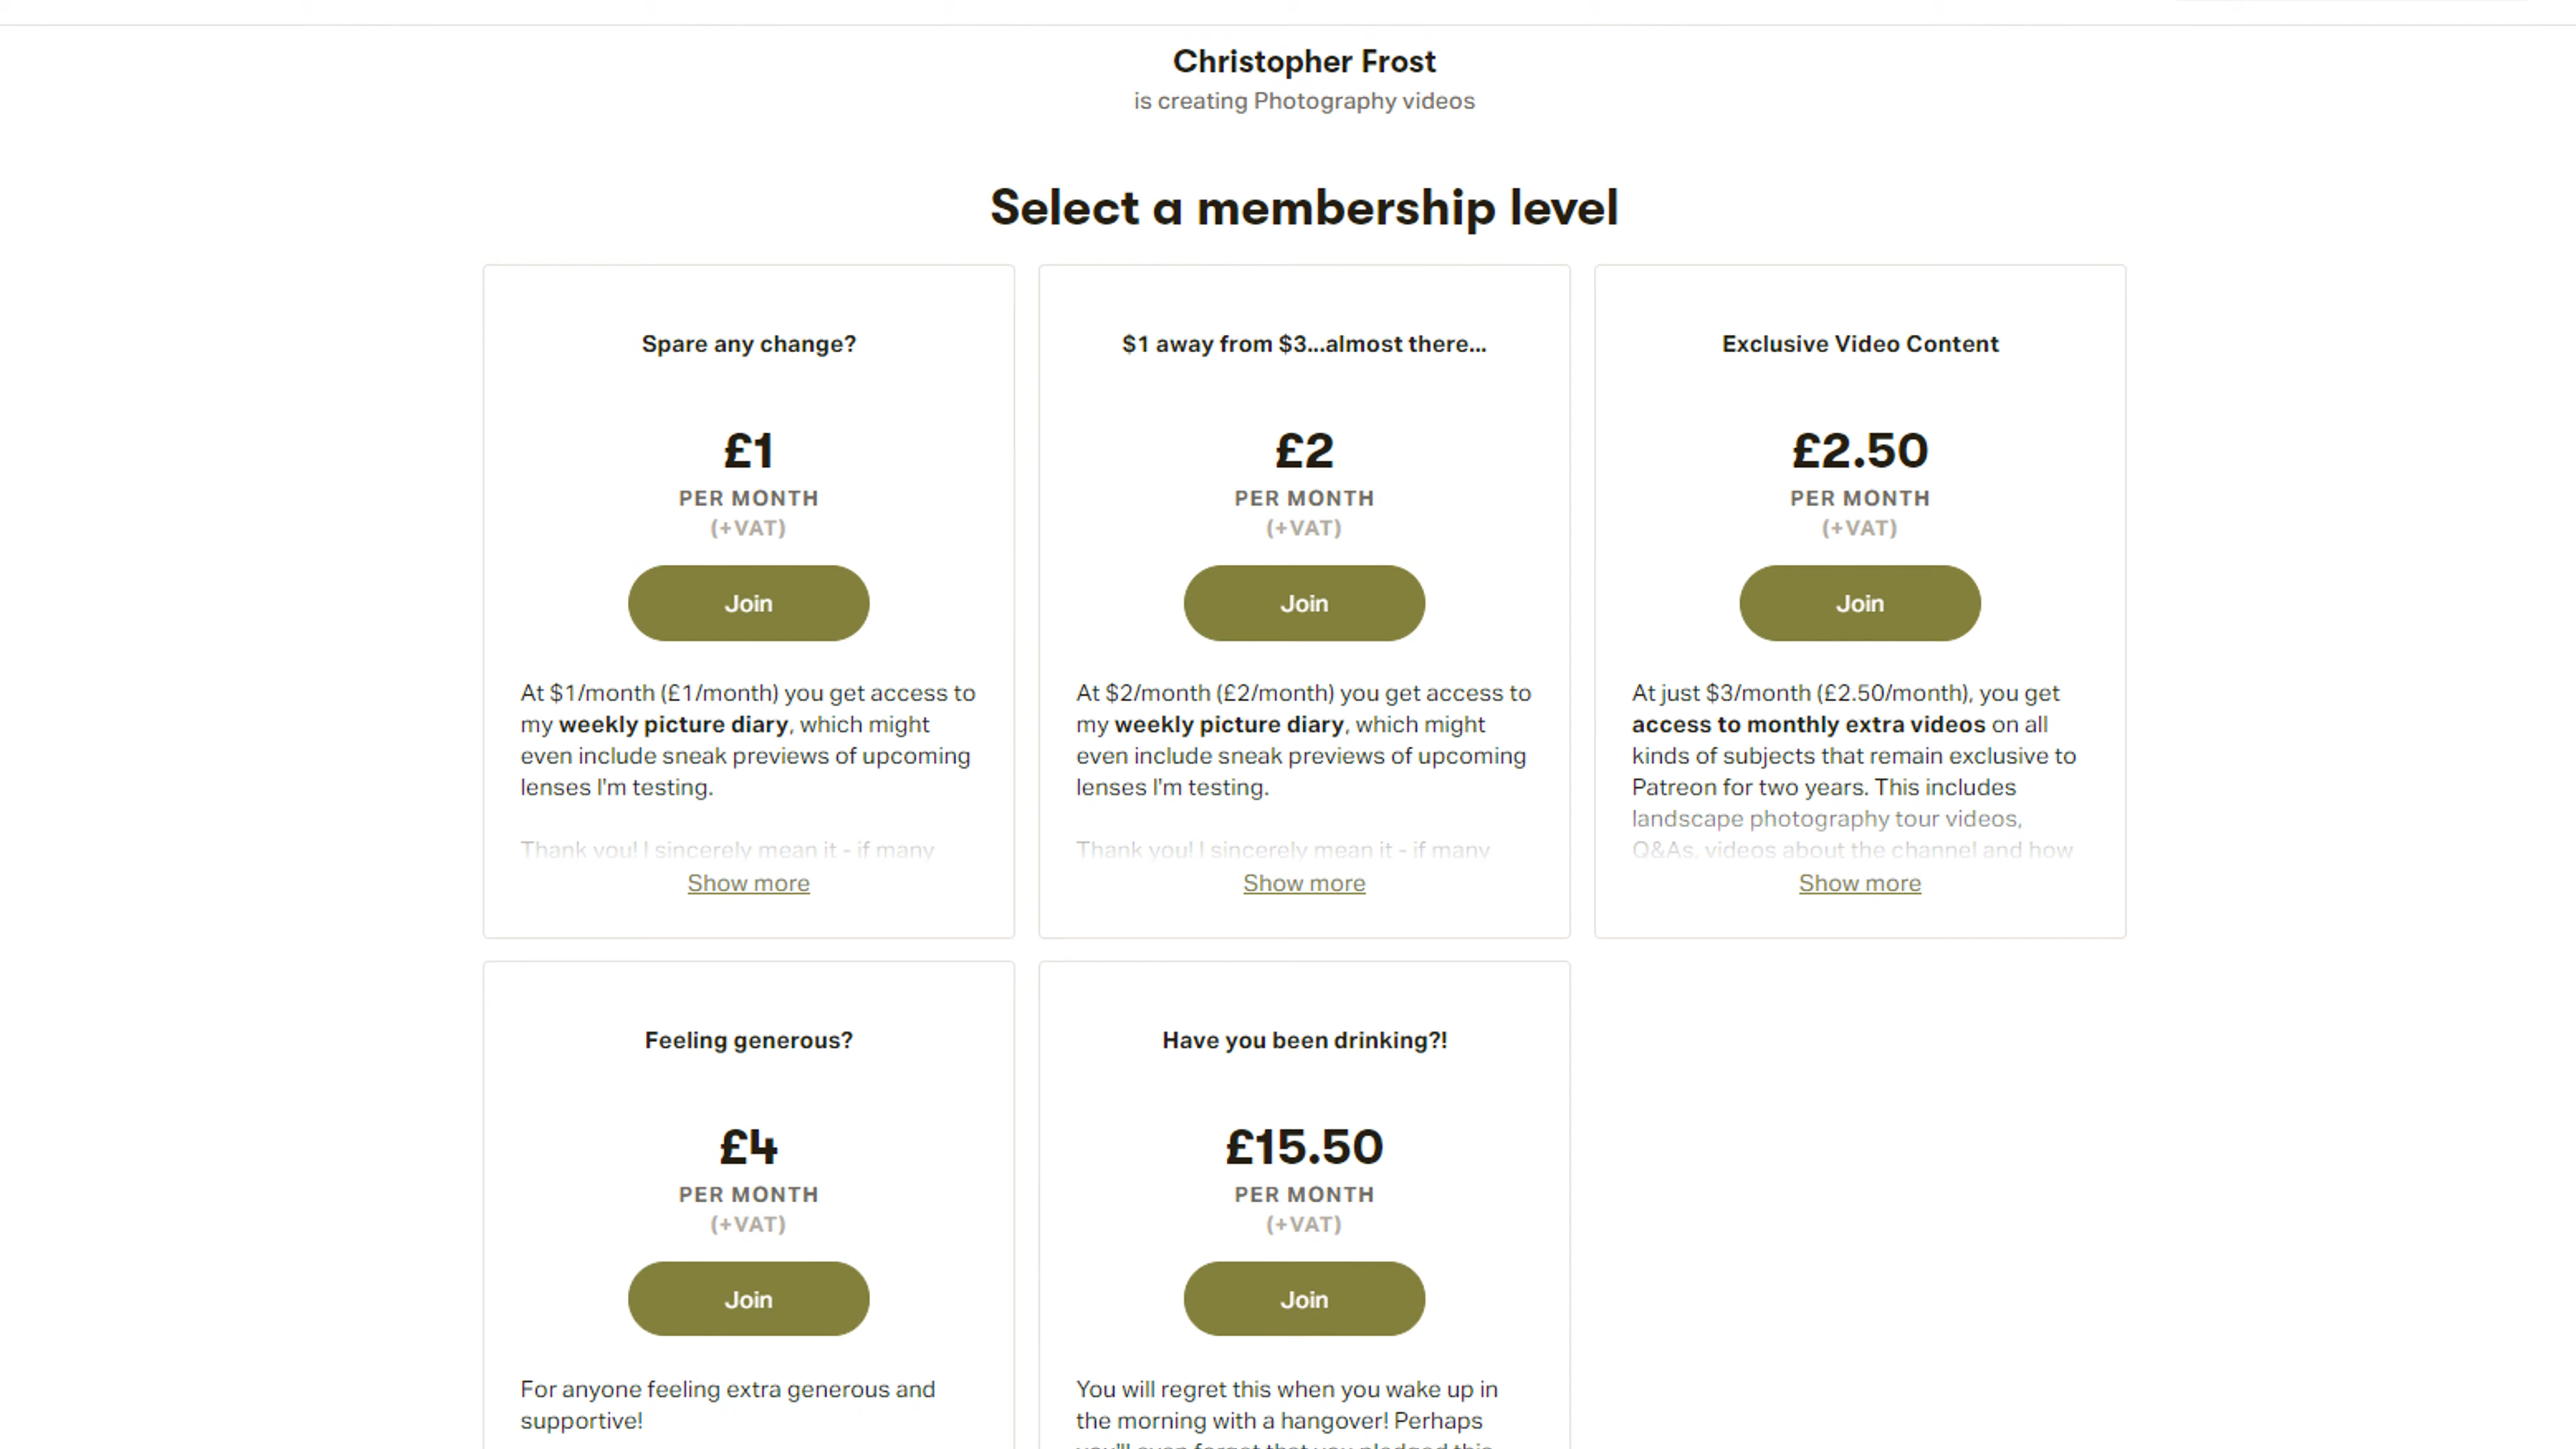 Christopher Frost
is creating Photography videos
Select a membership level
Spare any change?
£1
PER MONTH
(+VAT)
Join
At $1/month (£1/month) you get access to
my weekly picture diary, which might
even include sneak previews of upcoming
lenses I'm testing.
Thank you! I sincerely mean it - if many
Show more
$1 away from $3...almost there...
£2
PER MONTH
(+VAT)
Join
At $2/month (£2/month) you get access to
my weekly picture diary, which might
even include sneak previews of upcoming
lenses I'm testing.
Thank you! I sincerely mean it - if many
Show more
Exclusive Video Content
£2.50
PER MONTH
(+VAT)
Join
At just $3/month (£2.50/month), you get
access to monthly extra videos on all
kinds of subjects that remain exclusive to
Patreon for two years. This includes
landscape photography tour videos,
Q&As, videos about the channel and how
Show more
Feeling generous?
£4
PER MONTH
(+VAT)
Join
For anyone feeling extra generous and
supportive!
Have you been drinking?!
£15.50
PER MONTH
(+VAT)
Join
You will regret this when you wake up in
the morning with a hangover! Perhaps
you'll even forget that you pledged this